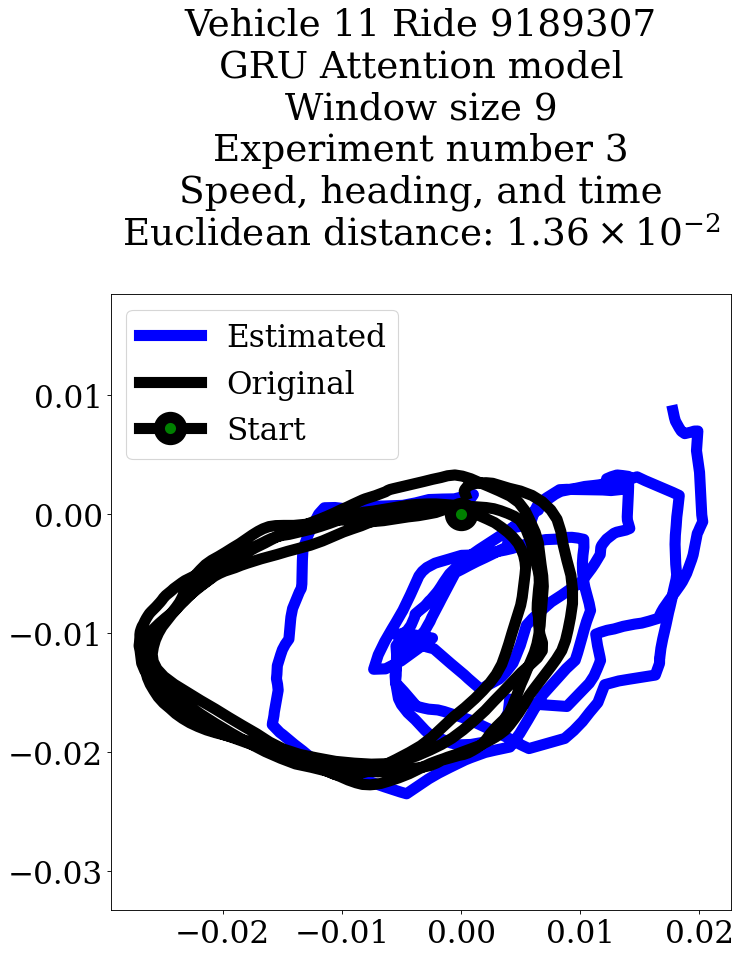 Vehicle 11 Ride 9189307
GRU Attention model
Window size 9
Experiment number 3
Speed, heading, and time
Euclidean distance: 1.36 × 10⁻²
Estimated
Original
Start
0.01
0.00
−0.01
−0.02
−0.03
−0.02 −0.01 0.00 0.01 0.02